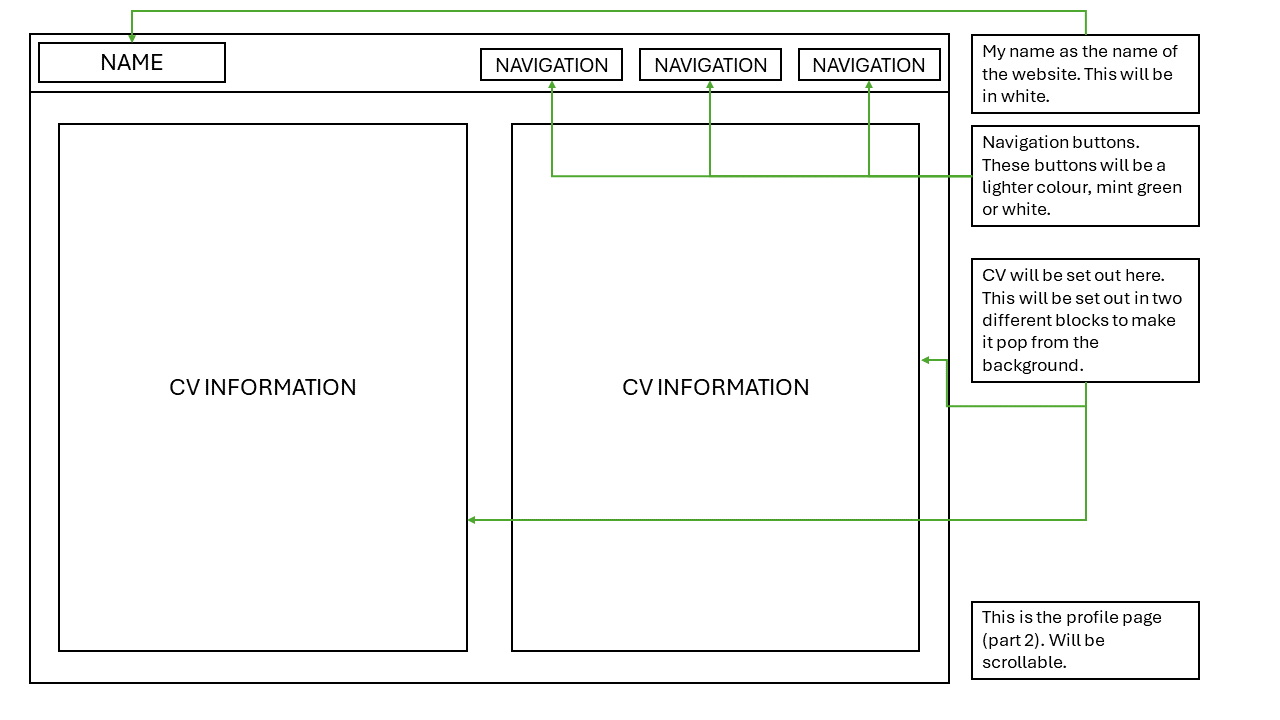 NAME
NAVIGATION
NAVIGATION
NAVIGATION
My name as the name of
the website. This will be
in white.
Navigation buttons.
These buttons will be a
lighter colour, mint green
or white.
CV INFORMATION
CV INFORMATION
CV will be set out here.
This will be set out in two
different blocks to make
it pop from the
background.
This is the profile page
(part 2). Will be
scrollable.